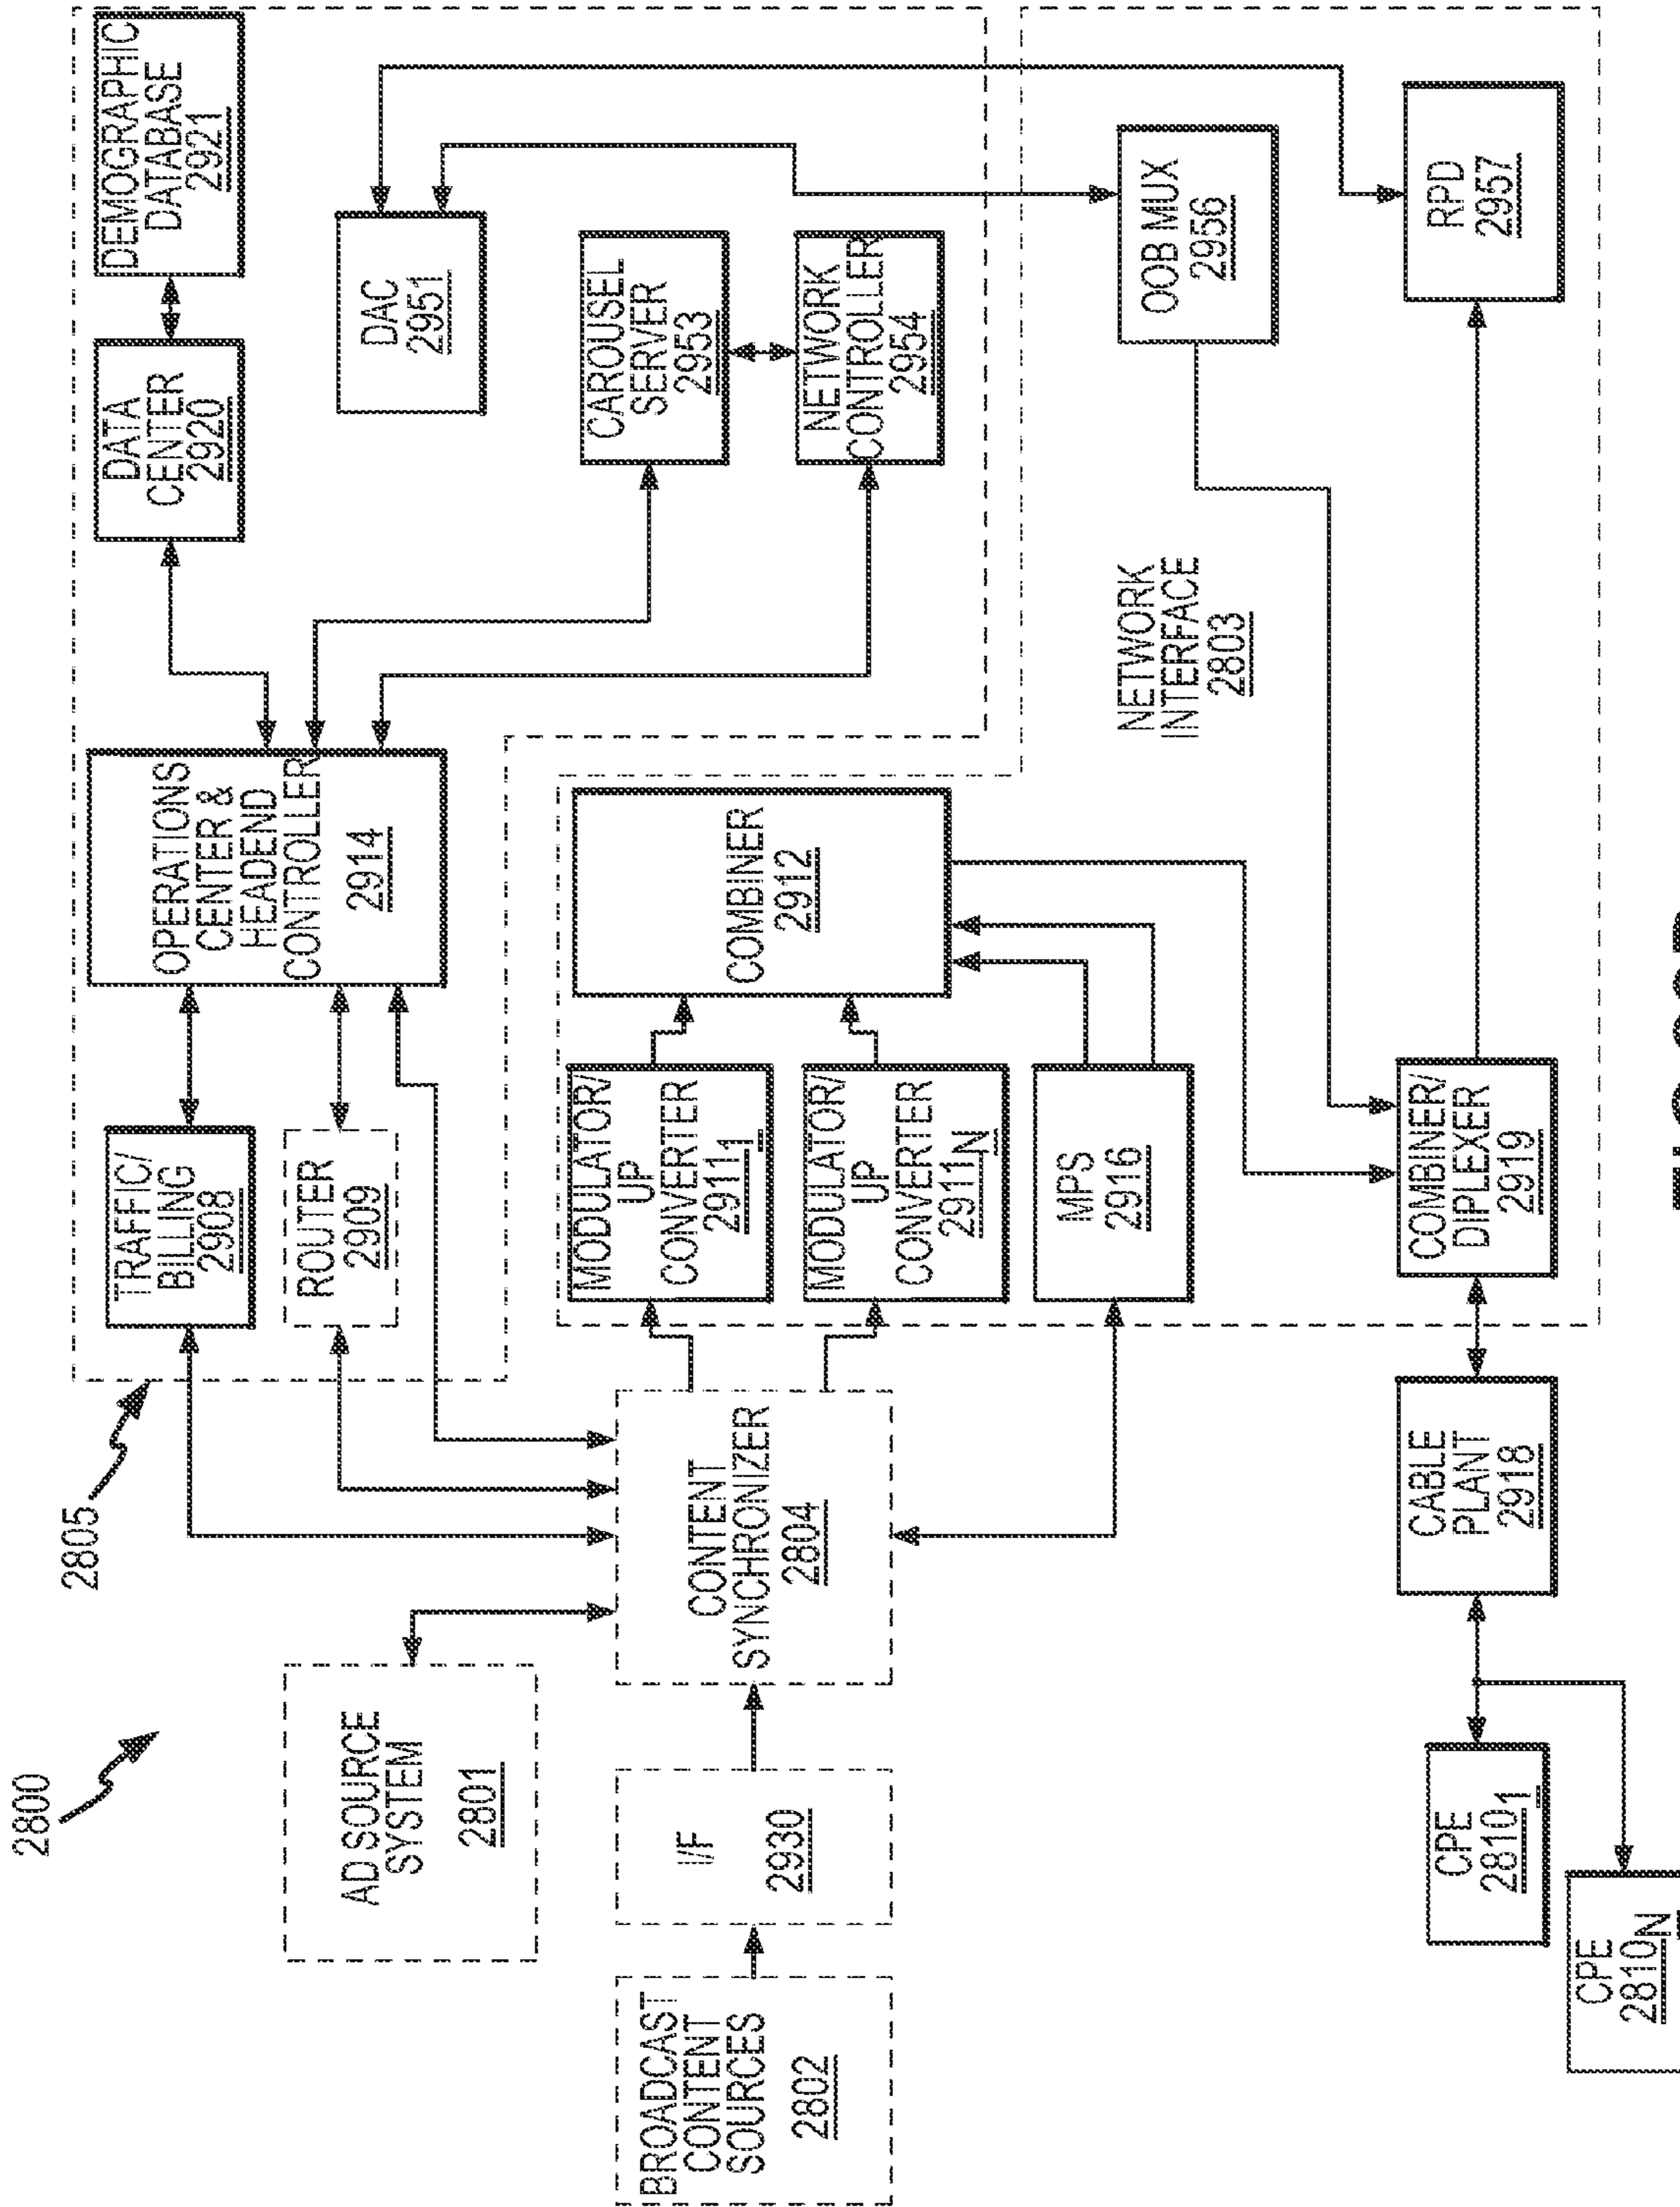 2800
2805
BROADCAST
CONTENT
SOURCES
2802
I/F
2930
AD SOURCE
SYSTEM
2801
CONTENT
SYNCHRONIZER
2804
TRAFFIC/
BILLING
2908
ROUTER
2909
OPERATIONS
CENTER &
HEADEND
CONTROLLER
2914
DATA
CENTER
2920
DEMOGRAPHIC
DATABASE
2921
DAC
2951
CAROUSEL
SERVER
2953
NETWORK
CONTROLLER
2954
MODULATOR/
UP
CONVERTER
2911₁
MODULATOR/
UP
CONVERTER
2911N
MPS
2916
COMBINER
2912
NETWORK
INTERFACE
2803
OOB MUX
2956
RPD
2957
COMBINER/
DIPLEXER
2919
CABLE
PLANT
2918
CPE
2810₁
CPE
2810N